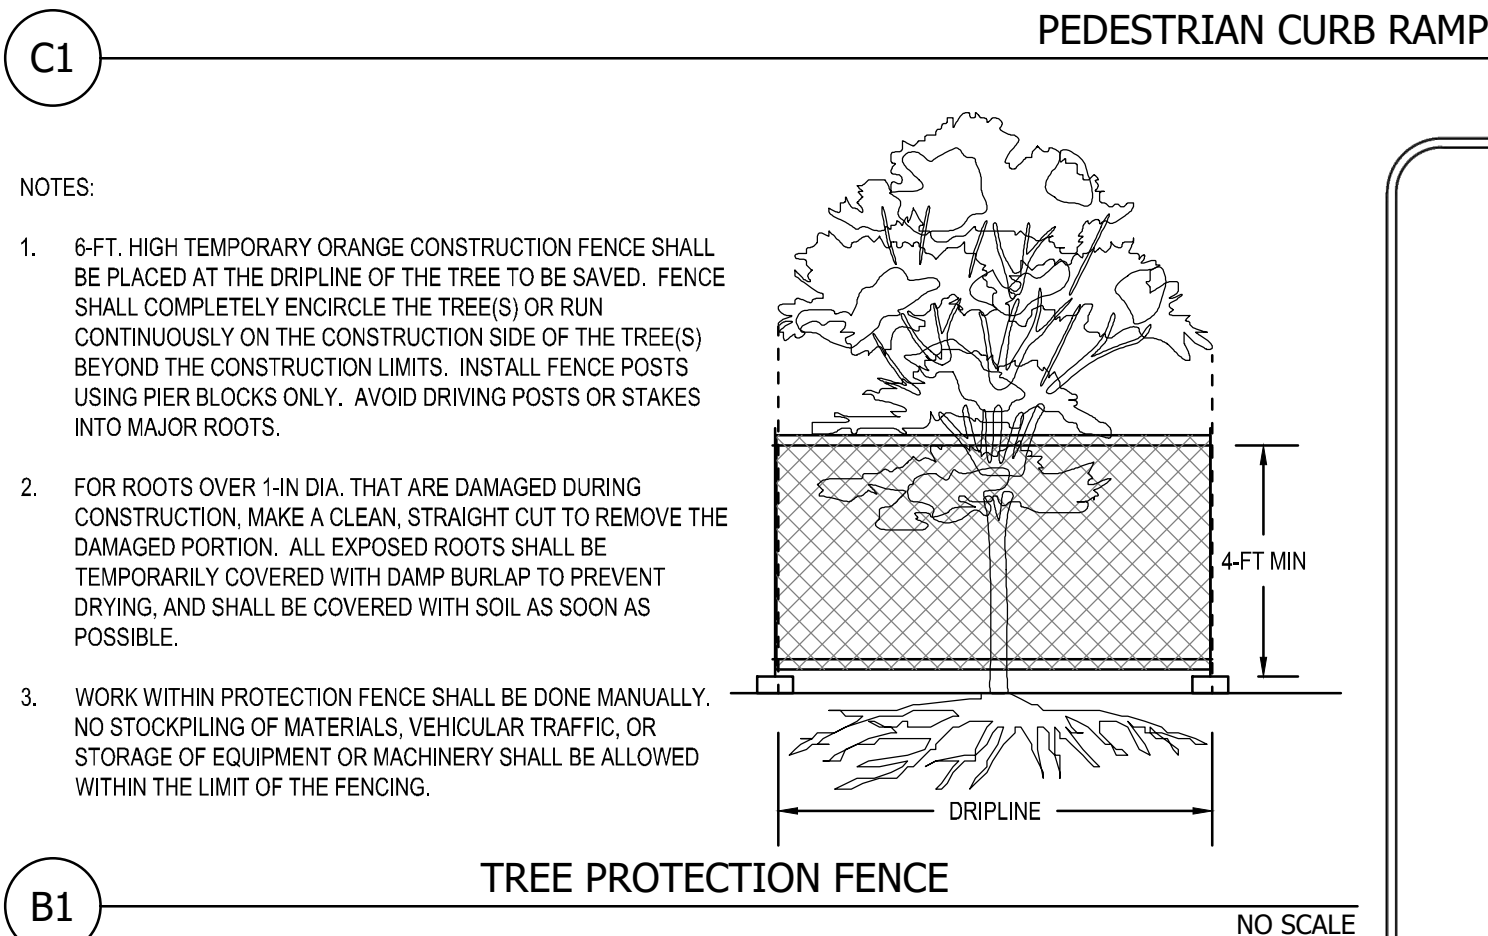 C1
PEDESTRIAN CURB RAMP
NOTES:
1. 6-FT. HIGH TEMPORARY ORANGE CONSTRUCTION FENCE SHALL
BE PLACED AT THE DRIPLINE OF THE TREE TO BE SAVED. FENCE
SHALL COMPLETELY ENCIRCLE THE TREE(S) OR RUN
CONTINUOUSLY ON THE CONSTRUCTION SIDE OF THE TREE(S)
BEYOND THE CONSTRUCTION LIMITS. INSTALL FENCE POSTS
USING PIER BLOCKS ONLY. AVOID DRIVING POSTS OR STAKES
INTO MAJOR ROOTS.
2. FOR ROOTS OVER 1-IN DIA. THAT ARE DAMAGED DURING
CONSTRUCTION, MAKE A CLEAN, STRAIGHT CUT TO REMOVE THE
DAMAGED PORTION. ALL EXPOSED ROOTS SHALL BE
TEMPORARILY COVERED WITH DAMP BURLAP TO PREVENT
DRYING, AND SHALL BE COVERED WITH SOIL AS SOON AS
POSSIBLE.
3. WORK WITHIN PROTECTION FENCE SHALL BE DONE MANUALLY.
NO STOCKPILING OF MATERIALS, VEHICULAR TRAFFIC, OR
STORAGE OF EQUIPMENT OR MACHINERY SHALL BE ALLOWED
WITHIN THE LIMIT OF THE FENCING.
4-FT MIN
DRIPLINE
B1
TREE PROTECTION FENCE
NO SCALE